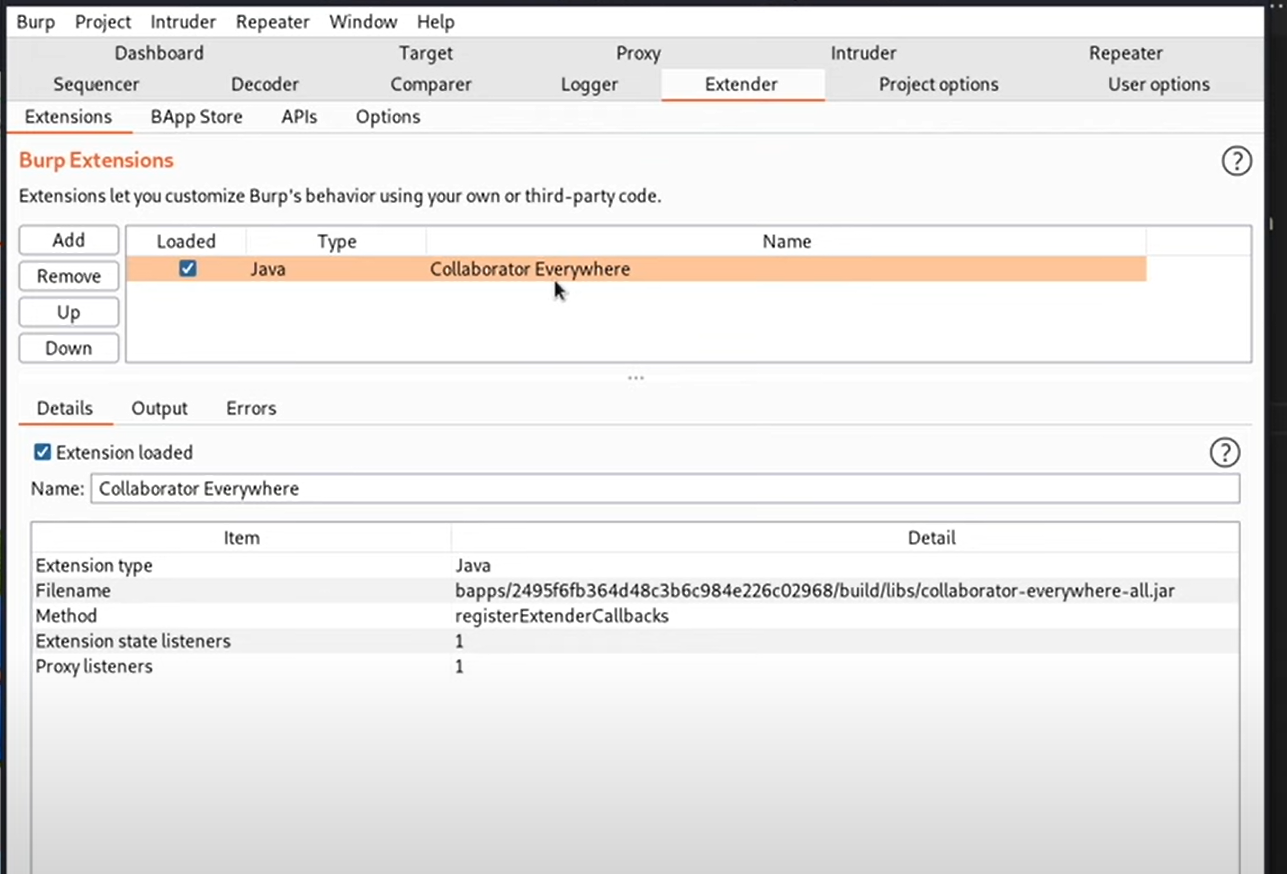 Burp Project Intruder Repeater Window Help
Dashboard Target Proxy Intruder Repeater
Sequencer Decoder Comparer Logger Extender Project options User options
Extensions BApp Store APIs Options
Burp Extensions
Extensions let you customize Burp's behavior using your own or third-party code.
Add Loaded Type Name
Remove Java Collaborator Everywhere
Up
Down
Details Output Errors
Extension loaded
Name: Collaborator Everywhere
Item Detail
Extension type Java
Filename bapps/2495f6fb364d48c3b6c984e226c02968/build/libs/collaborator-everywhere-all.jar
Method registerExtenderCallbacks
Extension state listeners 1
Proxy listeners 1